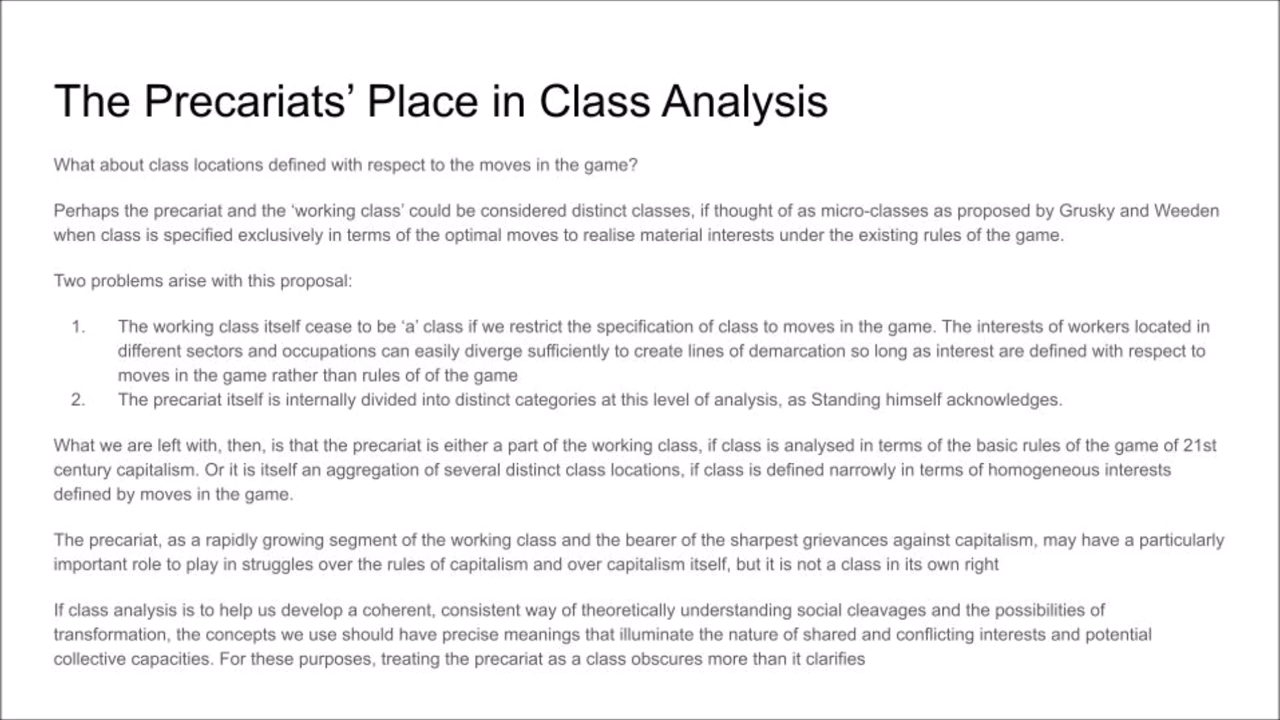 The Precariats’ Place in Class Analysis
What about class locations defined with respect to the moves in the game?
Perhaps the precariat and the ‘working class’ could be considered distinct classes, if thought of as micro-classes as proposed by Grusky and Weeden
when class is specified exclusively in terms of the optimal moves to realise material interests under the existing rules of the game.
Two problems arise with this proposal:
1. The working class itself cease to be ‘a’ class if we restrict the specification of class to moves in the game. The interests of workers located in
different sectors and occupations can easily diverge sufficiently to create lines of demarcation so long as interest are defined with respect to
moves in the game rather than rules of of the game
2. The precariat itself is internally divided into distinct categories at this level of analysis, as Standing himself acknowledges.
What we are left with, then, is that the precariat is either a part of the working class, if class is analysed in terms of the basic rules of the game of 21st
century capitalism. Or it is itself an aggregation of several distinct class locations, if class is defined narrowly in terms of homogeneous interests
defined by moves in the game.
The precariat, as a rapidly growing segment of the working class and the bearer of the sharpest grievances against capitalism, may have a particularly
important role to play in struggles over the rules of capitalism and over capitalism itself, but it is not a class in its own right
If class analysis is to help us develop a coherent, consistent way of theoretically understanding social cleavages and the possibilities of
transformation, the concepts we use should have precise meanings that illuminate the nature of shared and conflicting interests and potential
collective capacities. For these purposes, treating the precariat as a class obscures more than it clarifies